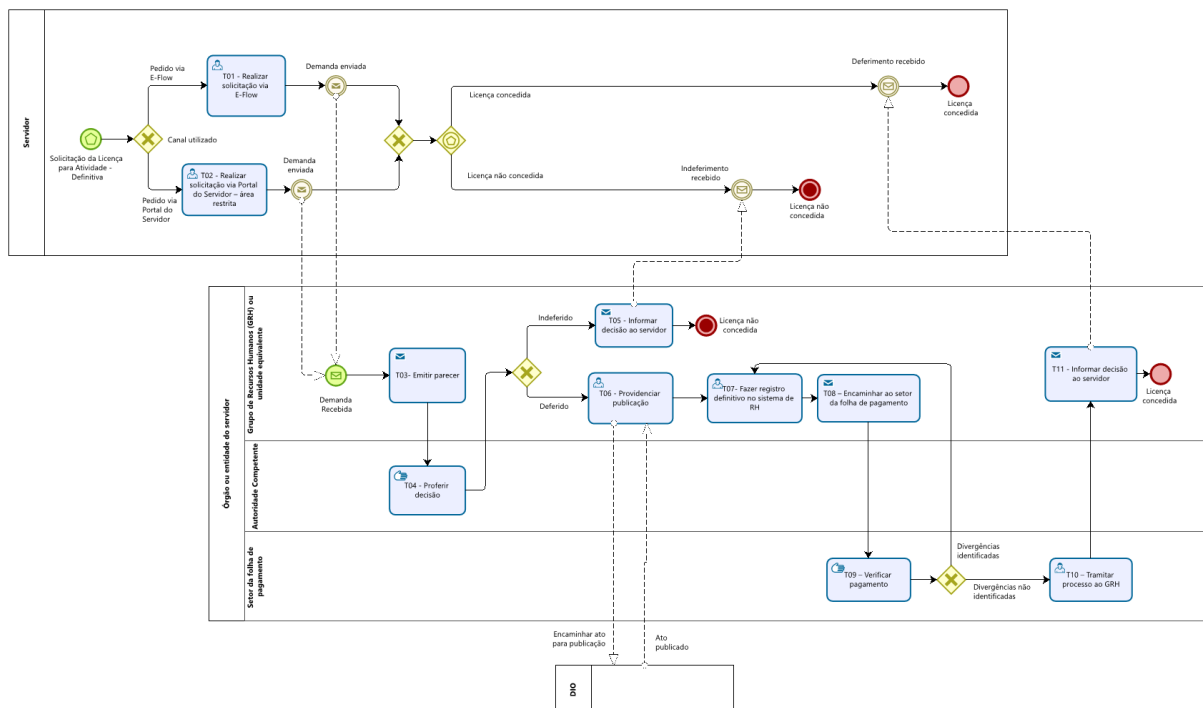 Servidor
Solicitação da Licença
para Atividade -
Definitiva
Pedido via
E-Flow
Canal utilizado
Pedido via
Portal do
Servidor
T01 - Realizar
solicitação via
E-Flow
Demanda enviada
T02 - Realizar
solicitação via Portal
do Servidor – área
restrita
Demanda
enviada
Licença concedida
Licença não concedida
Deferimento recebido
Licença
concedida
Indeferimento
recebido
Licença não
concedida
Órgão ou entidade do servidor
Grupo de Recursos Humanos (GRH) ou
unidade equivalente
Demanda
Recebida
T03- Emitir parecer
Indeferido
Deferido
T05 - Informar
decisão ao servidor
Licença não
concedida
T06 - Providenciar
publicação
T07- Fazer registro
definitivo no sistema de
RH
T08 – Encaminhar ao setor
da folha de pagamento
T11 - Informar decisão
ao servidor
Licença
concedida
Autoridade Competente
T04 - Proferir
decisão
Setor da folha de
pagamento
T09 – Verificar
pagamento
Divergências
identificadas
Divergências não
identificadas
T10 – Tramitar
processo ao GRH
Encaminhar ato
para publicação
Ato
publicado
DIO